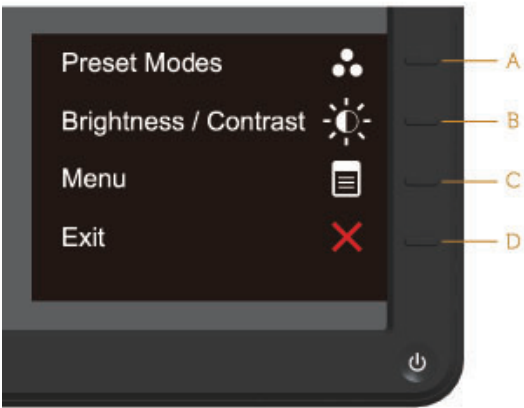 Preset Modes
A
Brightness / Contrast
B
Menu
C
Exit
D